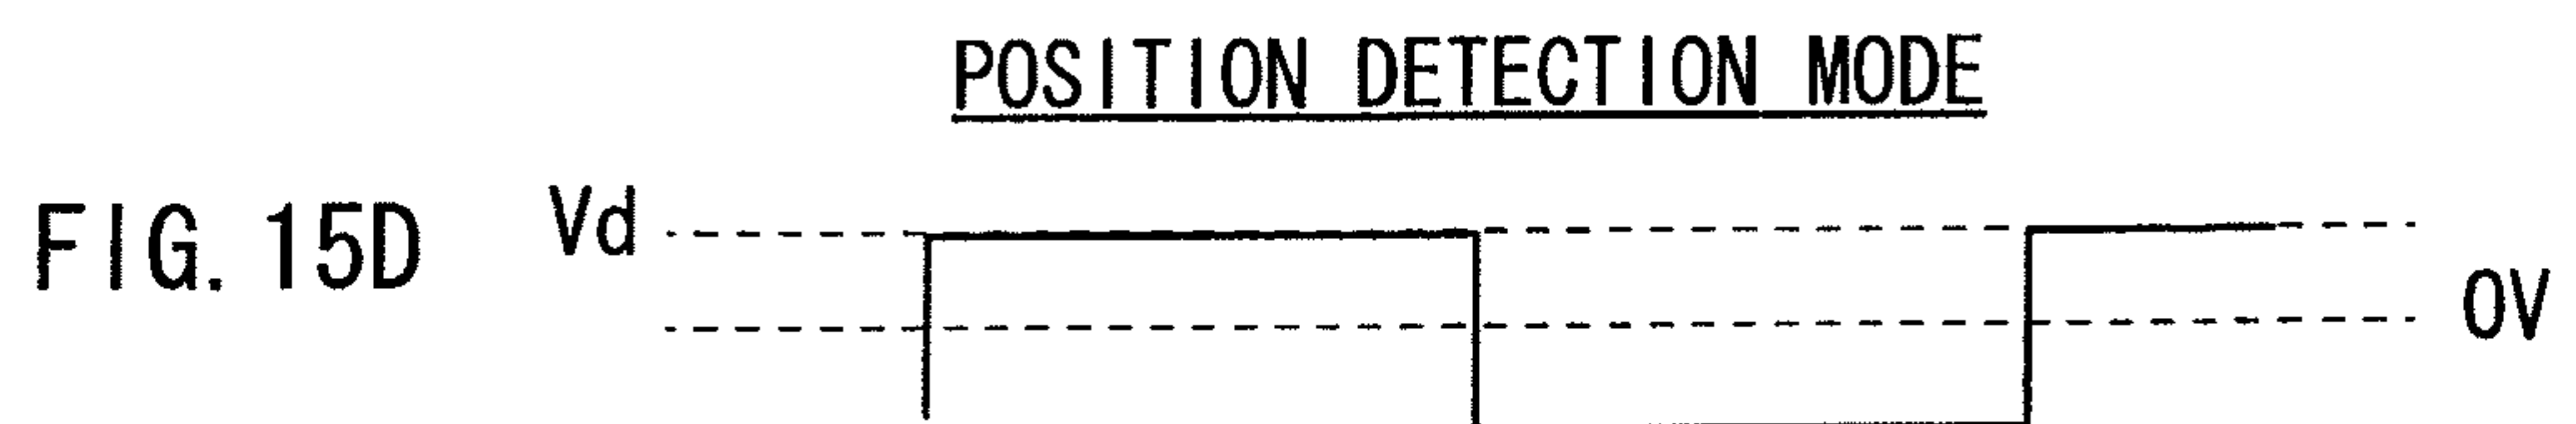 POSITION DETECTION MODE
FIG. 15D Vd
0V